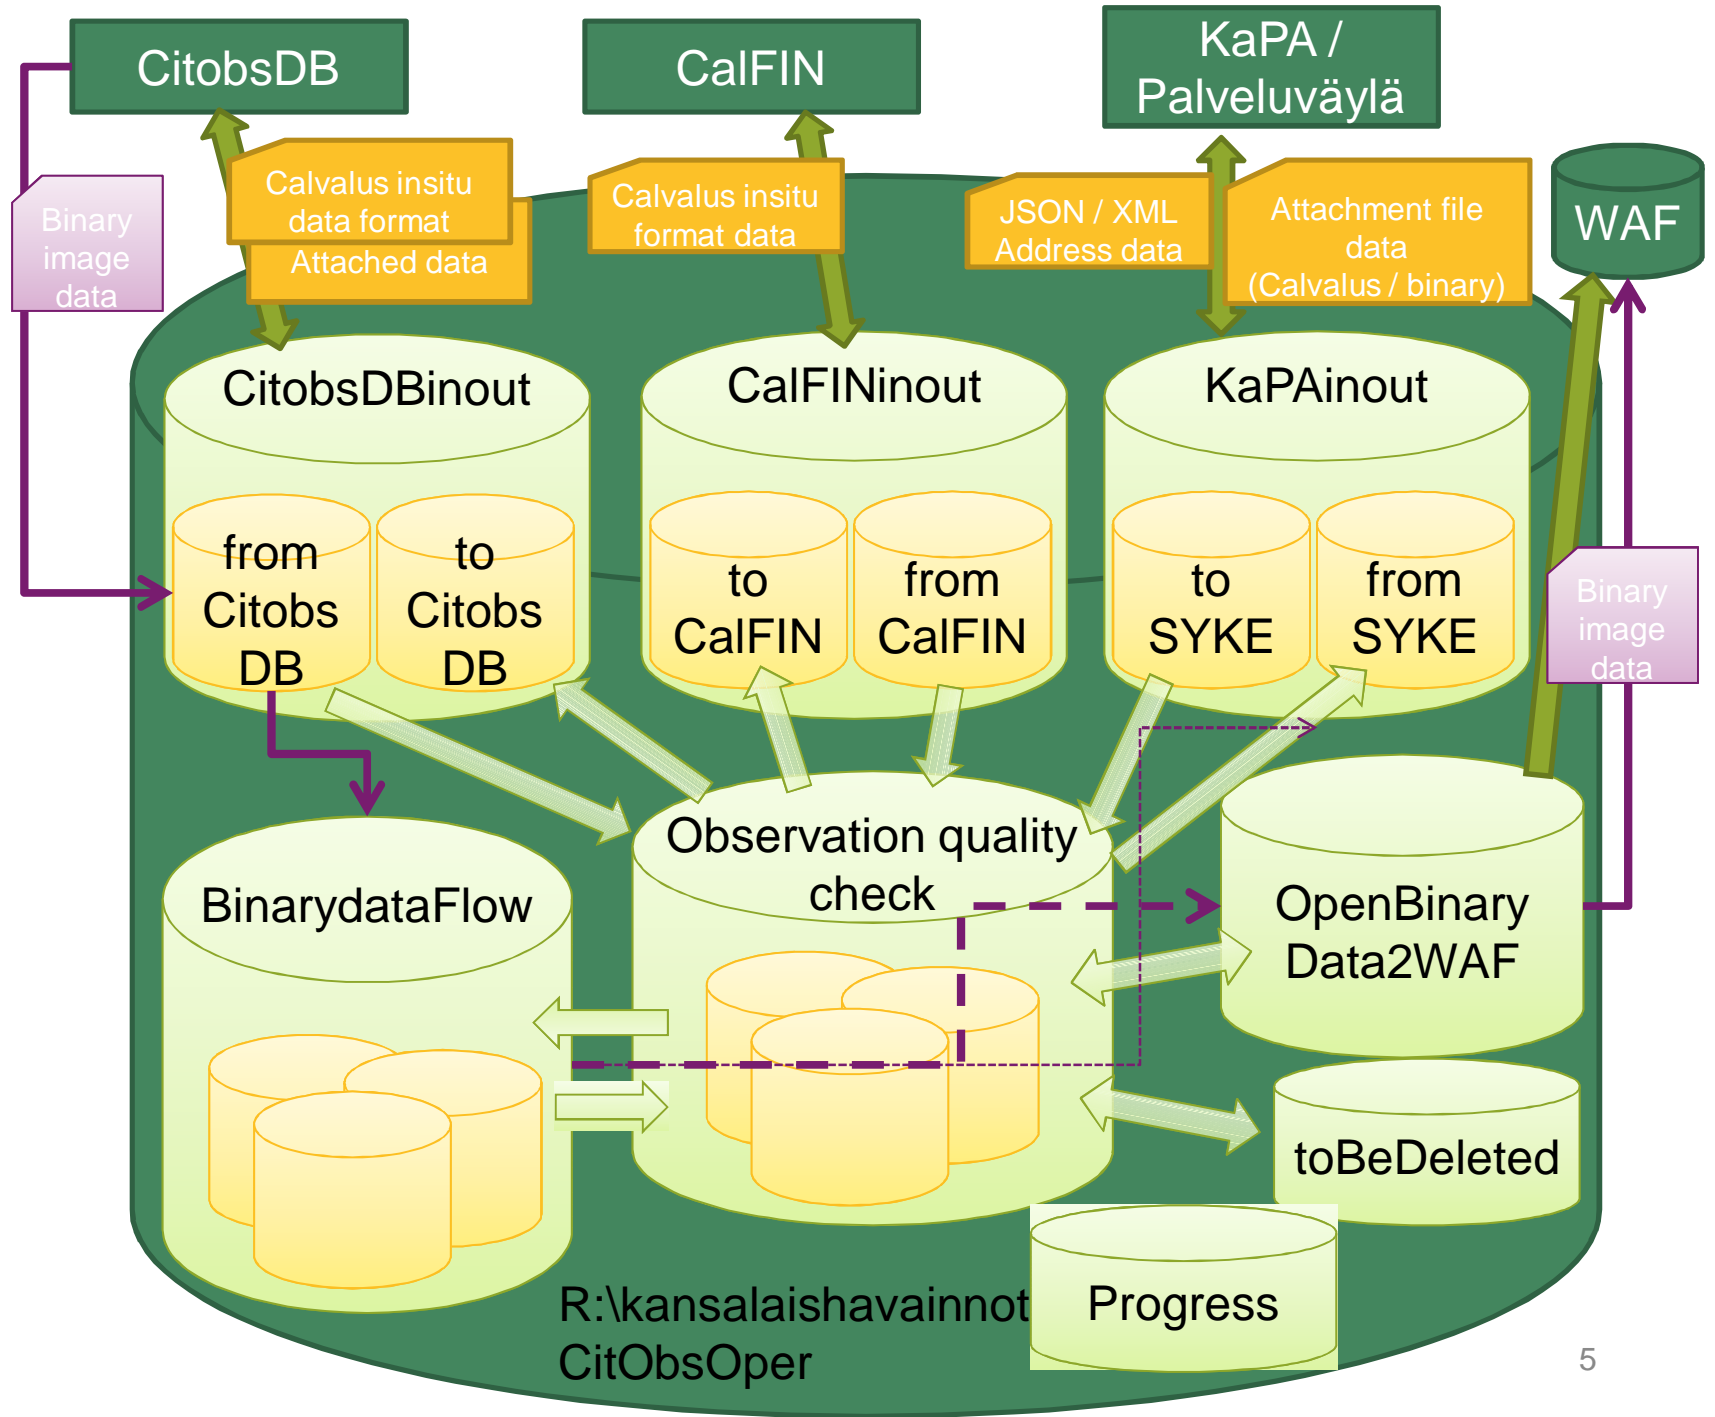 CitobsDB
CalFIN
KaPA /
Palveluväylä
WAF
Binary
image
data
Calvalus insitu
data format
Attached data
Calvalus insitu
format data
JSON / XML
Address data
Attachment file
data
(Calvalus / binary)
CitobsDBinout
CalFINinout
KaPAinout
from
Citobs
DB
to
Citobs
DB
to
CalFIN
from
CalFIN
to
SYKE
from
SYKE
Binary
image
data
Observation quality
check
BinarydataFlow
OpenBinary
Data2WAF
toBeDeleted
Progress
R:\kansalaishavainnot
CitObsOper
5